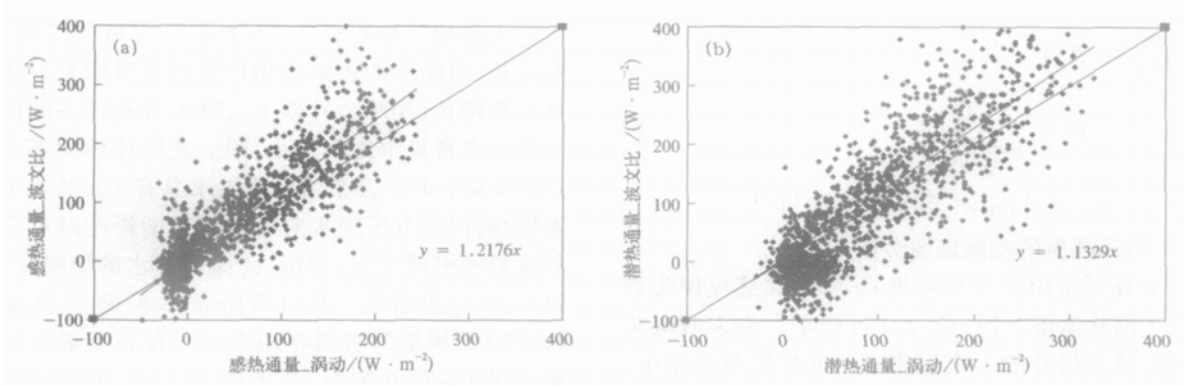 400
(a)
300
200
100
0
-100
感热通量_波文比 /(W · m⁻²)
y = 1.2176x
-100 0 100 200 300 400
感热通量_涡动/(W · m⁻²)
400
(b)
300
200
100
0
-100
潜热通量_波文比 /(W · m⁻²)
y = 1.1329x
-100 0 100 200 300 400
潜热通量_涡动/(W · m⁻²)